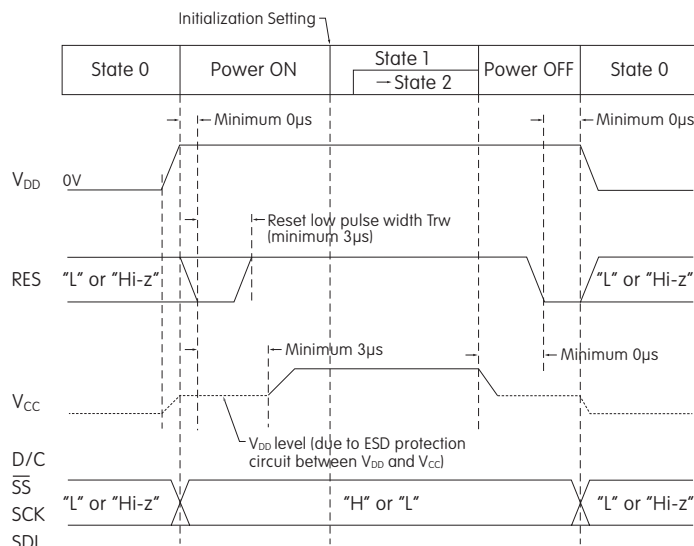 Initialization Setting
State 0
Power ON
State 1
→ State 2
Power OFF
State 0
Minimum 0µs
Minimum 0µs
VDD
0V
Reset low pulse width Trw
(minimum 3µs)
RES
"L" or "Hi-z"
"L" or "Hi-z"
Minimum 3µs
Minimum 0µs
VCC
VDD level (due to ESD protection
circuit between VDD and VCC)
D/C
SS
SCK
SDI
"L" or "Hi-z"
"H" or "L"
"L" or "Hi-z"